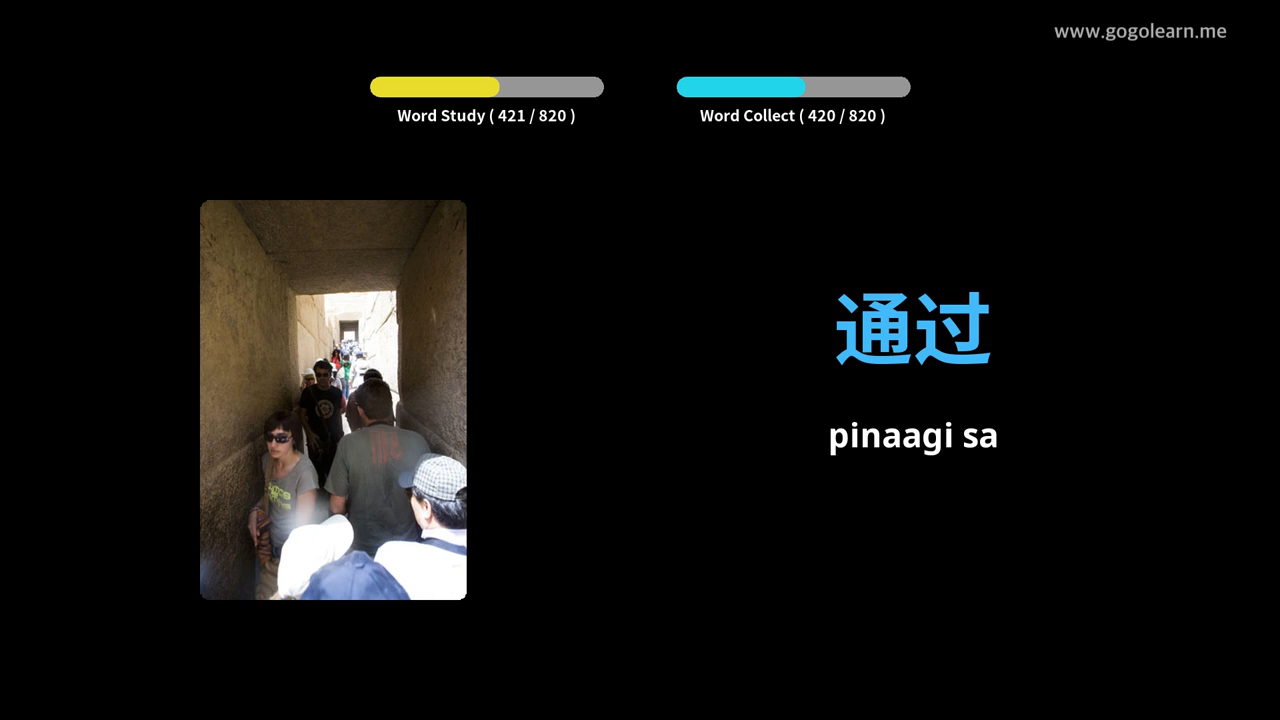 www.gogolearn.me
Word Study ( 421 / 820 )
Word Collect ( 420 / 820 )
通过
pinaagi sa